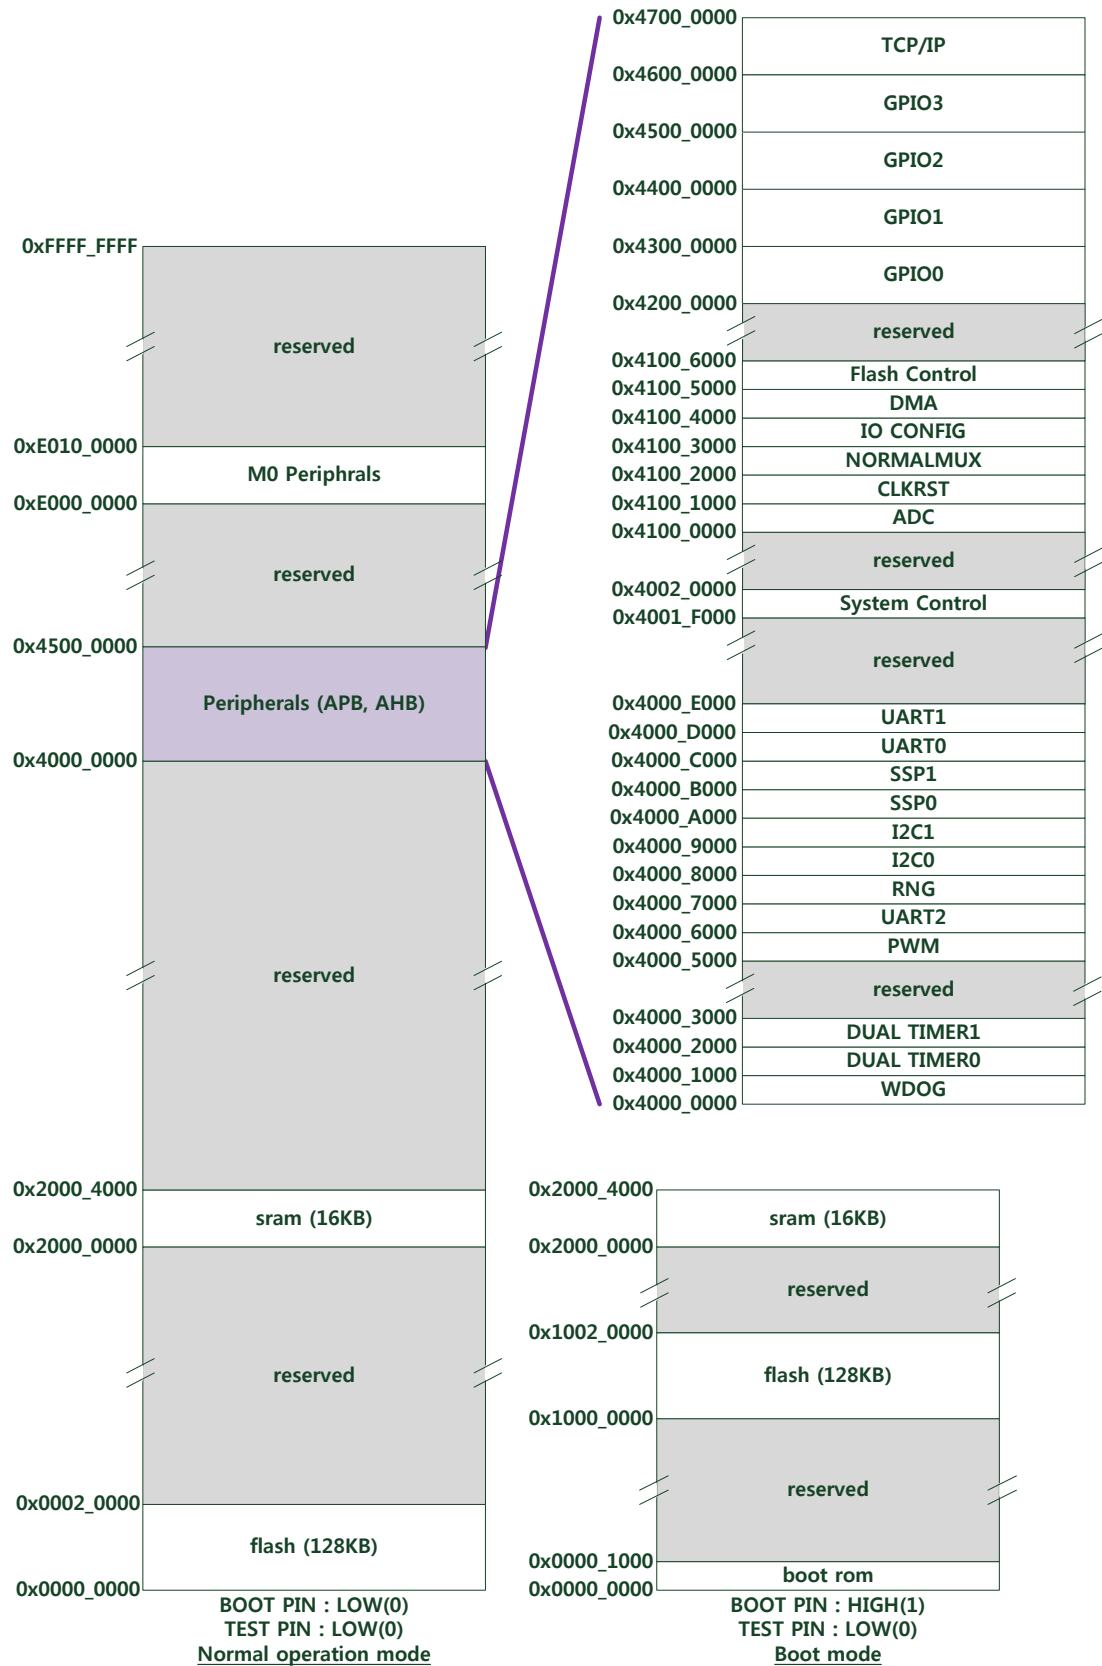 0x4700_0000
TCP/IP
0x4600_0000
GPIO3
0x4500_0000
GPIO2
0x4400_0000
GPIO1
0x4300_0000
GPIO0
0x4200_0000
reserved
0x4100_6000
Flash Control
0x4100_5000
DMA
0x4100_4000
IO CONFIG
0x4100_3000
NORMALMUX
0x4100_2000
CLKRST
0x4100_1000
ADC
0x4100_0000
reserved
0x4002_0000
System Control
0x4001_F000
reserved
0x4000_E000
UART1
0x4000_D000
UART0
0x4000_C000
SSP1
0x4000_B000
SSP0
0x4000_A000
I2C1
0x4000_9000
I2C0
0x4000_8000
RNG
0x4000_7000
UART2
0x4000_6000
PWM
0x4000_5000
reserved
0x4000_3000
DUAL TIMER1
0x4000_2000
DUAL TIMER0
0x4000_1000
WDOG
0x4000_0000
0xFFFF_FFFF
reserved
0xE010_0000
M0 Periphrals
0xE000_0000
reserved
0x4500_0000
Peripherals (APB, AHB)
0x4000_0000
reserved
0x2000_4000
sram (16KB)
0x2000_0000
reserved
0x0002_0000
flash (128KB)
0x0000_0000
BOOT PIN : LOW(0)
TEST PIN : LOW(0)
Normal operation mode
0x2000_4000
sram (16KB)
0x2000_0000
reserved
0x1002_0000
flash (128KB)
0x1000_0000
reserved
0x0000_1000
boot rom
0x0000_0000
BOOT PIN : HIGH(1)
TEST PIN : LOW(0)
Boot mode